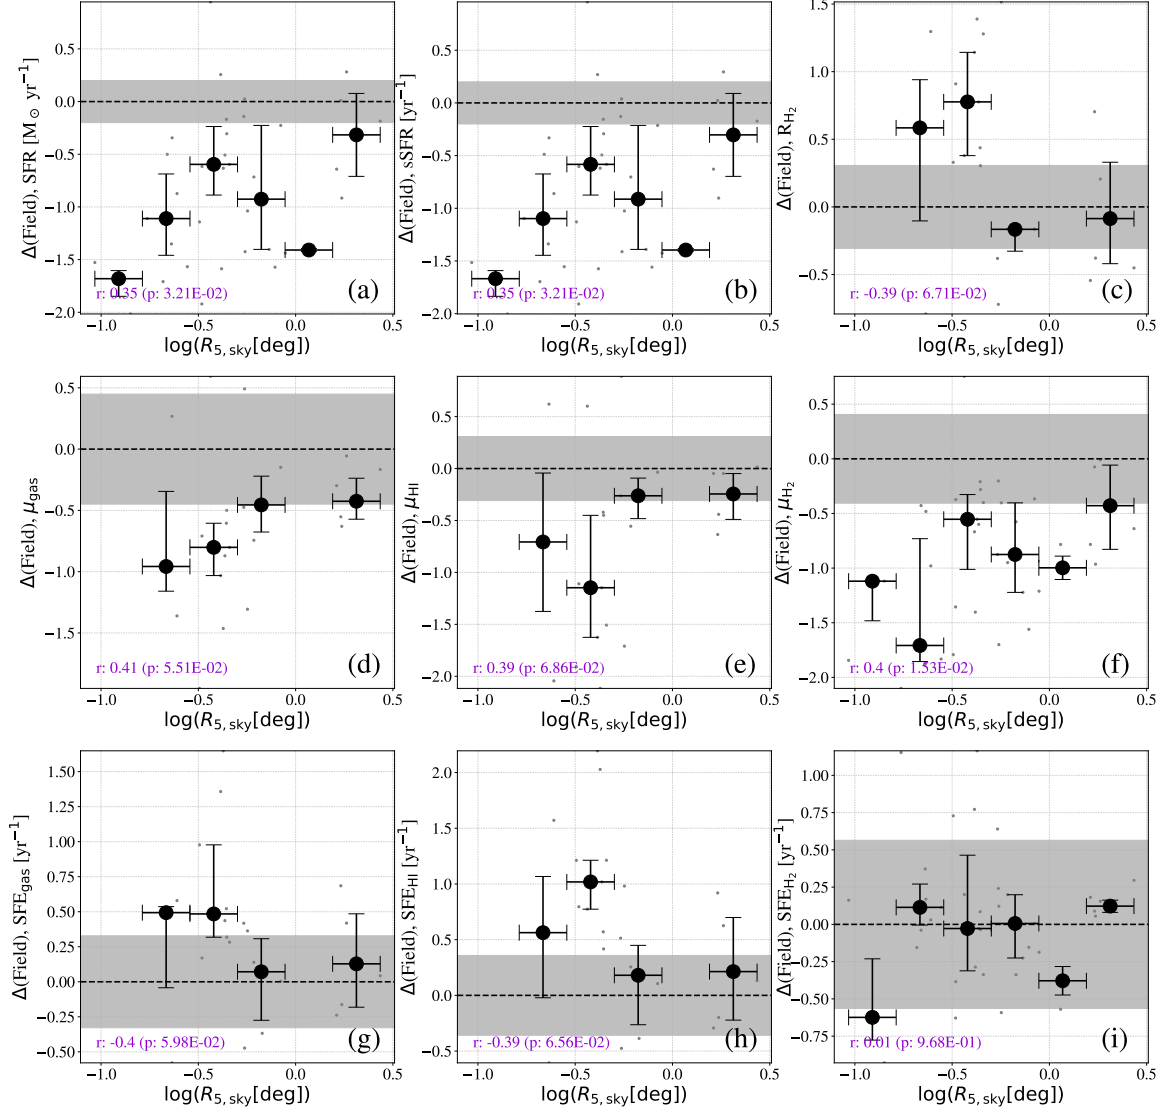 0.5
0.0
−0.5
−1.0
−1.5
−2.0
Δ(Field), SFR [M⊙ yr⁻¹]
r: 0.35 (p: 3.21E-02)
(a)
−1.0 −0.5 0.0 0.5
log(R5,sky[deg])
0.5
0.0
−0.5
−1.0
−1.5
−2.0
Δ(Field), sSFR [yr⁻¹]
r: 0.35 (p: 3.21E-02)
(b)
−1.0 −0.5 0.0 0.5
log(R5,sky[deg])
1.5
1.0
0.5
0.0
−0.5
Δ(Field), RH2
r: -0.39 (p: 6.71E-02)
(c)
−1.0 −0.5 0.0 0.5
log(R5,sky[deg])
0.5
0.0
−0.5
−1.0
−1.5
Δ(Field), μgas
r: 0.41 (p: 5.51E-02)
(d)
−1.0 −0.5 0.0 0.5
log(R5,sky[deg])
0.5
0.0
−0.5
−1.0
−1.5
−2.0
Δ(Field), μHI
r: 0.39 (p: 6.86E-02)
(e)
−1.0 −0.5 0.0 0.5
log(R5,sky[deg])
0.5
0.0
−0.5
−1.0
−1.5
−2.0
Δ(Field), μH2
r: 0.4 (p: 1.53E-02)
(f)
−1.0 −0.5 0.0 0.5
log(R5,sky[deg])
1.50
1.25
1.00
0.75
0.50
0.25
0.00
−0.25
−0.50
Δ(Field), SFEgas [yr⁻¹]
r: -0.4 (p: 5.98E-02)
(g)
−1.0 −0.5 0.0 0.5
log(R5,sky[deg])
2.0
1.5
1.0
0.5
0.0
−0.5
Δ(Field), SFEHI [yr⁻¹]
r: -0.39 (p: 6.56E-02)
(h)
−1.0 −0.5 0.0 0.5
log(R5,sky[deg])
1.00
0.75
0.50
0.25
0.00
−0.25
−0.50
−0.75
Δ(Field), SFEH2 [yr⁻¹]
r: 0.01 (p: 9.68E-01)
(i)
−1.0 −0.5 0.0 0.5
log(R5,sky[deg])